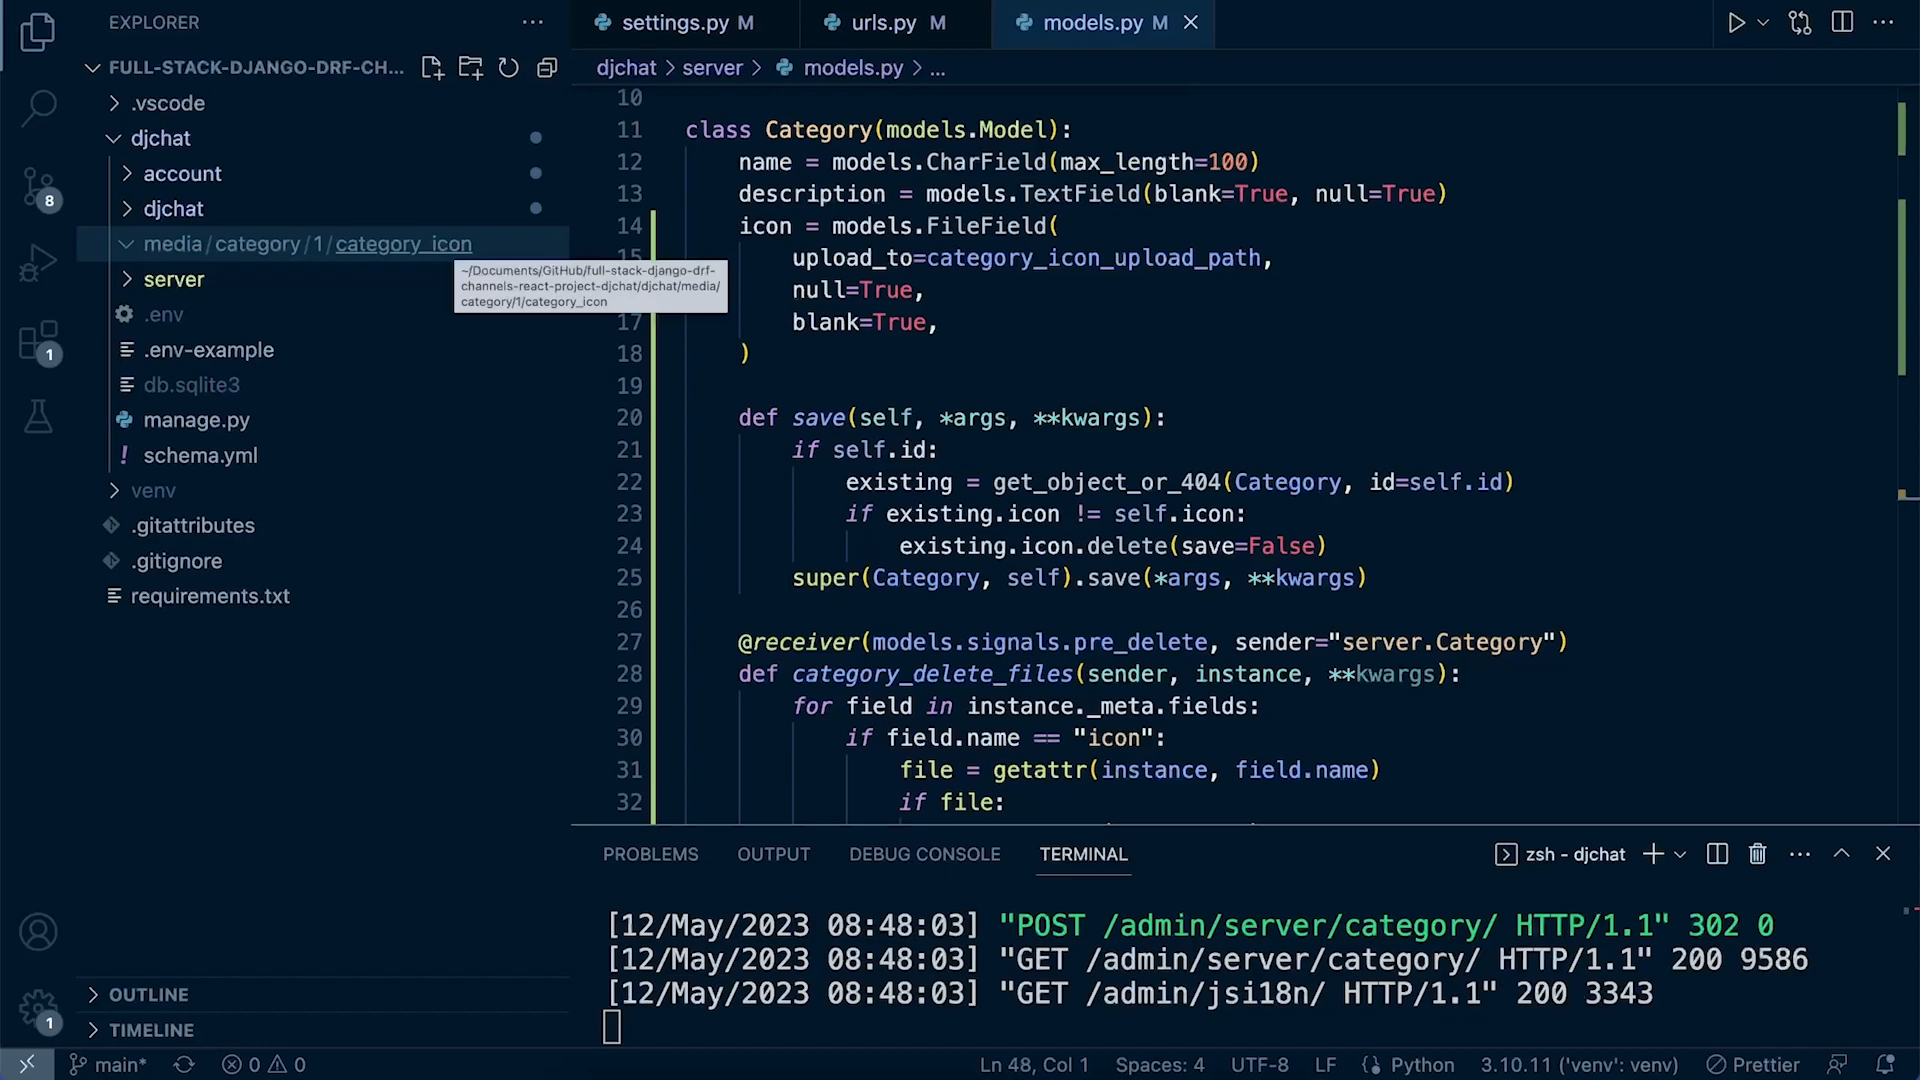 EXPLORER
settings.py M
urls.py M
models.py M
FULL-STACK-DJANGO-DRF-CH...
djchat > server > models.py > ...
.vscode
djchat
account
djchat
media/category/1/category_icon
server
.env
.env-example
db.sqlite3
manage.py
schema.yml
venv
.gitattributes
.gitignore
requirements.txt
~/Documents/GitHub/full-stack-django-drf-
channels-react-project-djchat/djchat/media/
category/1/category_icon
8
1
1
10
11 class Category(models.Model):
12 name = models.CharField(max_length=100)
13 description = models.TextField(blank=True, null=True)
14 icon = models.FileField(
15 upload_to=category_icon_upload_path,
null=True,
17 blank=True,
18 )
19
20 def save(self, *args, **kwargs):
21 if self.id:
22 existing = get_object_or_404(Category, id=self.id)
23 if existing.icon != self.icon:
24 existing.icon.delete(save=False)
25 super(Category, self).save(*args, **kwargs)
26
27 @receiver(models.signals.pre_delete, sender="server.Category")
28 def category_delete_files(sender, instance, **kwargs):
29 for field in instance._meta.fields:
30 if field.name == "icon":
31 file = getattr(instance, field.name)
32 if file:
PROBLEMS OUTPUT DEBUG CONSOLE TERMINAL
zsh - djchat
[12/May/2023 08:48:03] "POST /admin/server/category/ HTTP/1.1" 302 0
[12/May/2023 08:48:03] "GET /admin/server/category/ HTTP/1.1" 200 9586
[12/May/2023 08:48:03] "GET /admin/jsi18n/ HTTP/1.1" 200 3343
OUTLINE
TIMELINE
main* 0 0 Ln 48, Col 1 Spaces: 4 UTF-8 LF Python 3.10.11 ('venv': venv) Prettier